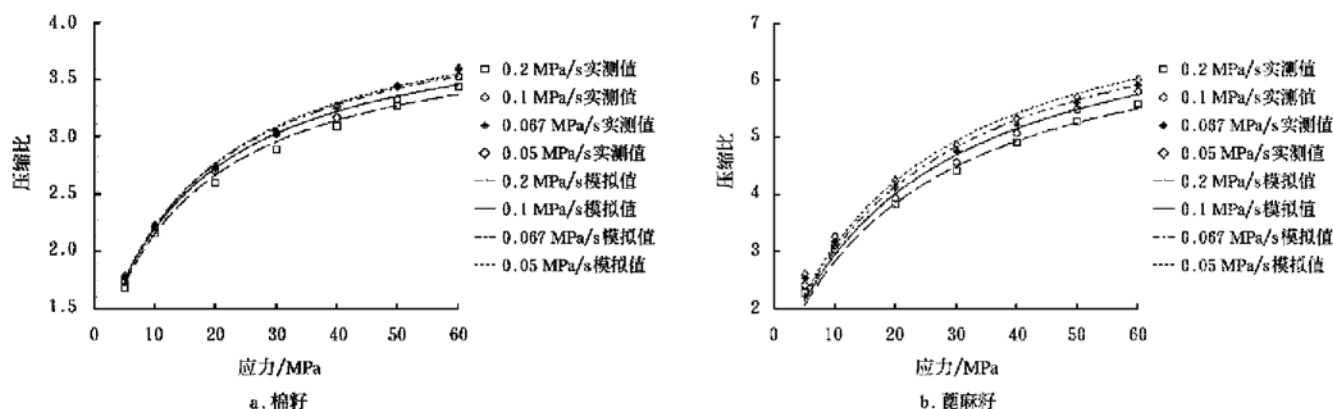 4.0
3.5
3.0
2.5
2.0
1.5
0
10
20
30
40
50
60
压缩比
应力/MPa
□ 0.2 MPa/s实测值
○ 0.1 MPa/s实测值
◆ 0.067 MPa/s实测值
◇ 0.05 MPa/s实测值
0.2 MPa/s模拟值
0.1 MPa/s模拟值
0.067 MPa/s模拟值
0.05 MPa/s模拟值
a. 棉籽
7
6
5
4
3
2
0
10
20
30
40
50
60
压缩比
应力/MPa
□ 0.2 MPa/s实测值
○ 0.1 MPa/s实测值
◆ 0.067 MPa/s实测值
◇ 0.05 MPa/s实测值
0.2 MPa/s模拟值
0.1 MPa/s模拟值
0.067 MPa/s模拟值
0.05 MPa/s模拟值
b. 蓖麻籽